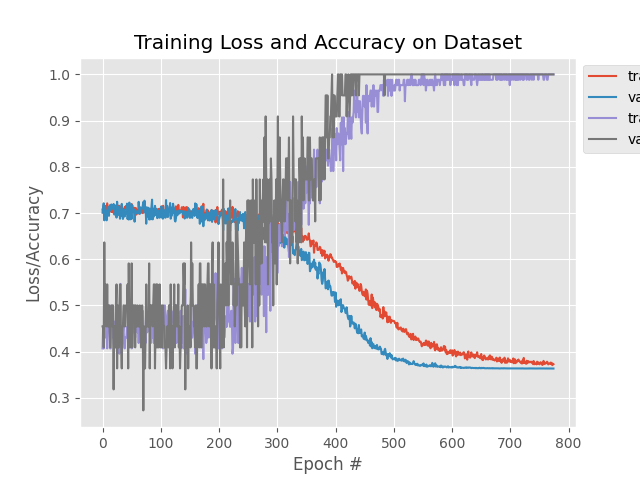 Training Loss and Accuracy on Dataset
Loss/Accuracy
1.0
0.9
0.8
0.7
0.6
0.5
0.4
0.3
0 100 200 300 400 500 600 700 800
Epoch #
tra
va
tra
va